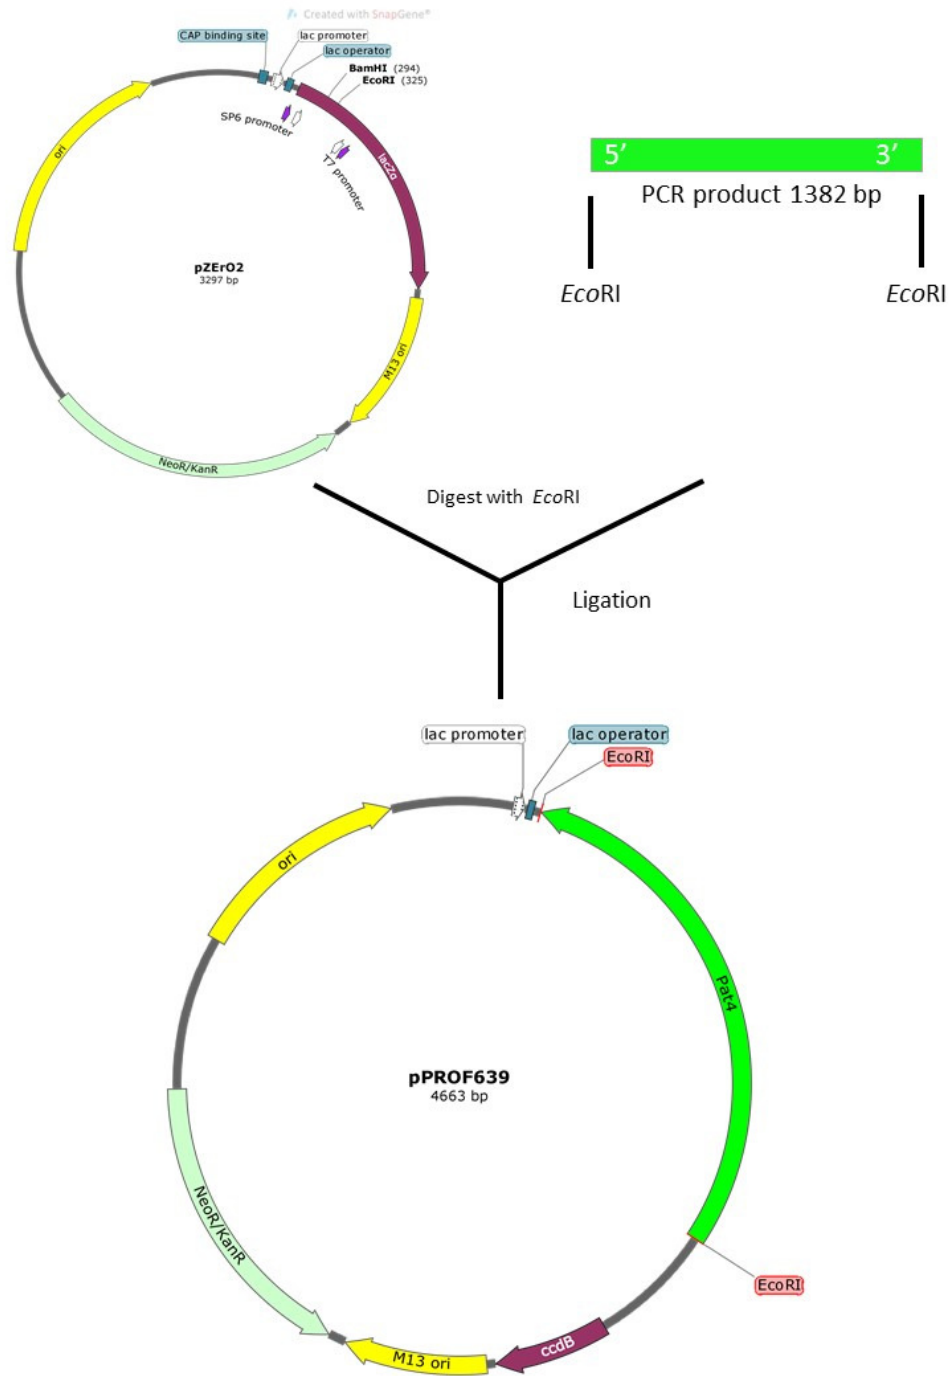 Created with SnapGene®
CAP binding site
lac promoter
lac operator
BamHI (294)
EcoRI (325)
SP6 promoter
T7 promoter
lacZα
ori
pZErO2
3297 bp
M13 ori
NeoR/KanR
5’ 3’
PCR product 1382 bp
EcoRI EcoRI
Digest with EcoRI
Ligation
lac promoter
lac operator
EcoRI
ori
Pat4
pPROF639
4663 bp
NeoR/KanR
EcoRI
ccdB
M13 ori